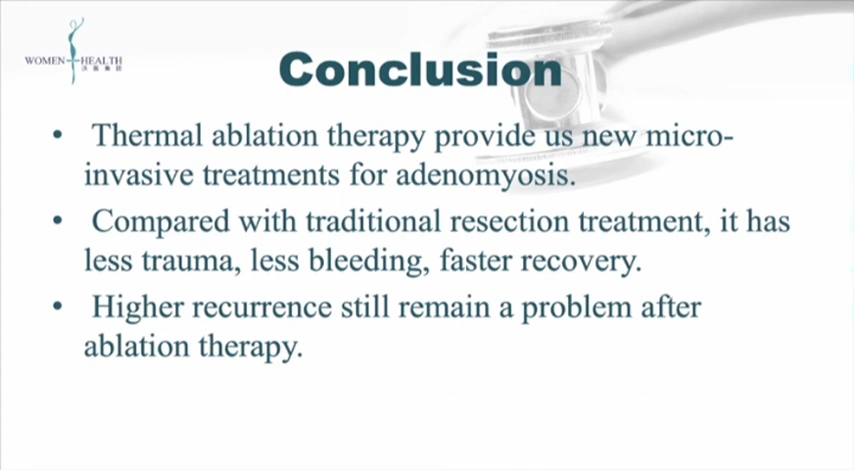 WOMEN HEALTH
Conclusion
• Thermal ablation therapy provide us new micro-
invasive treatments for adenomyosis.
• Compared with traditional resection treatment, it has
less trauma, less bleeding, faster recovery.
• Higher recurrence still remain a problem after
ablation therapy.